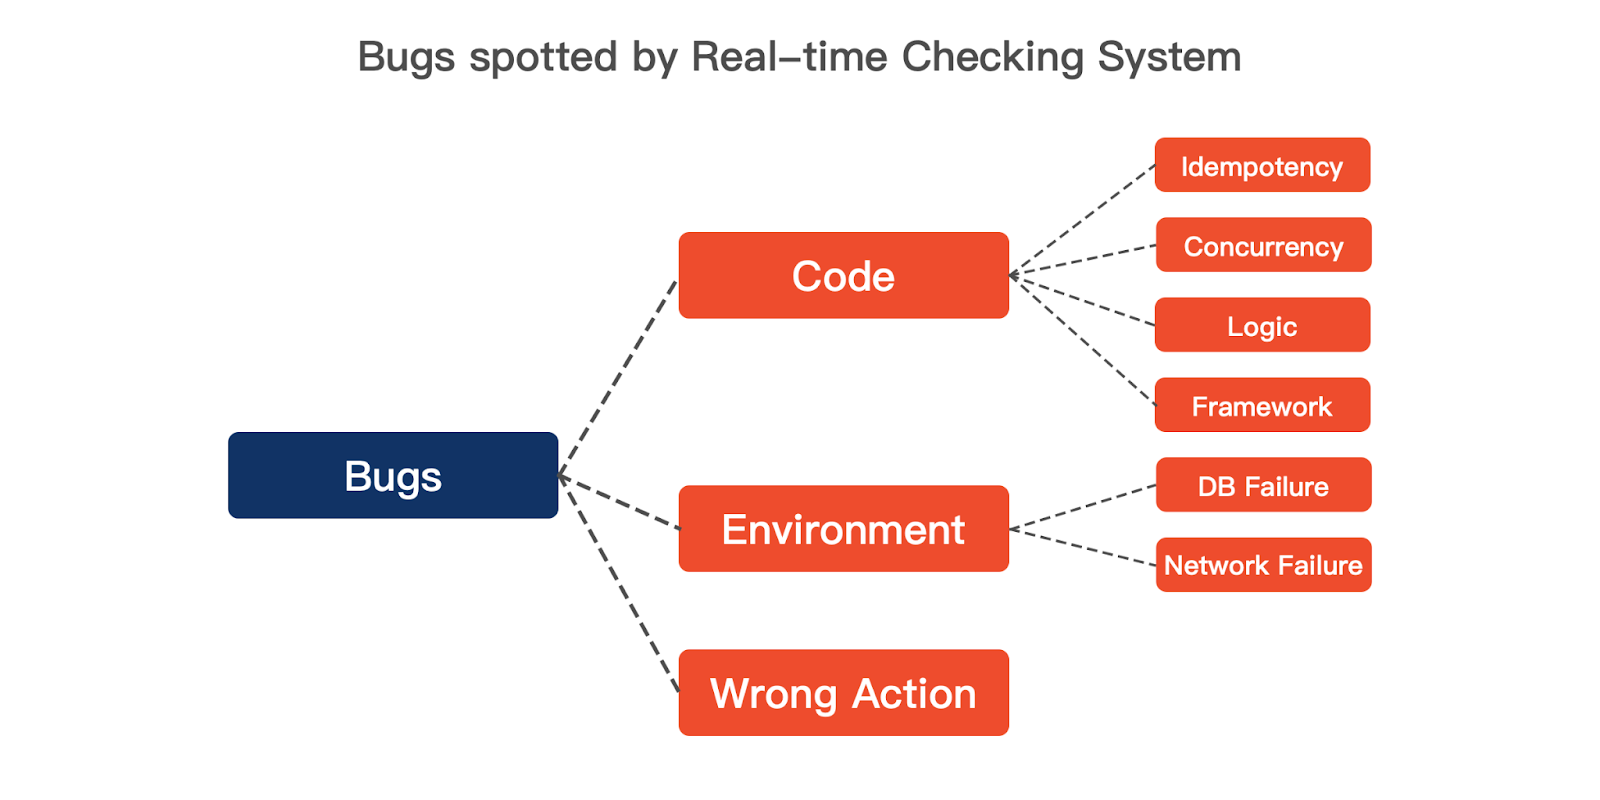 Bugs spotted by Real-time Checking System
Bugs
Code
Idempotency
Concurrency
Logic
Framework
Environment
DB Failure
Network Failure
Wrong Action